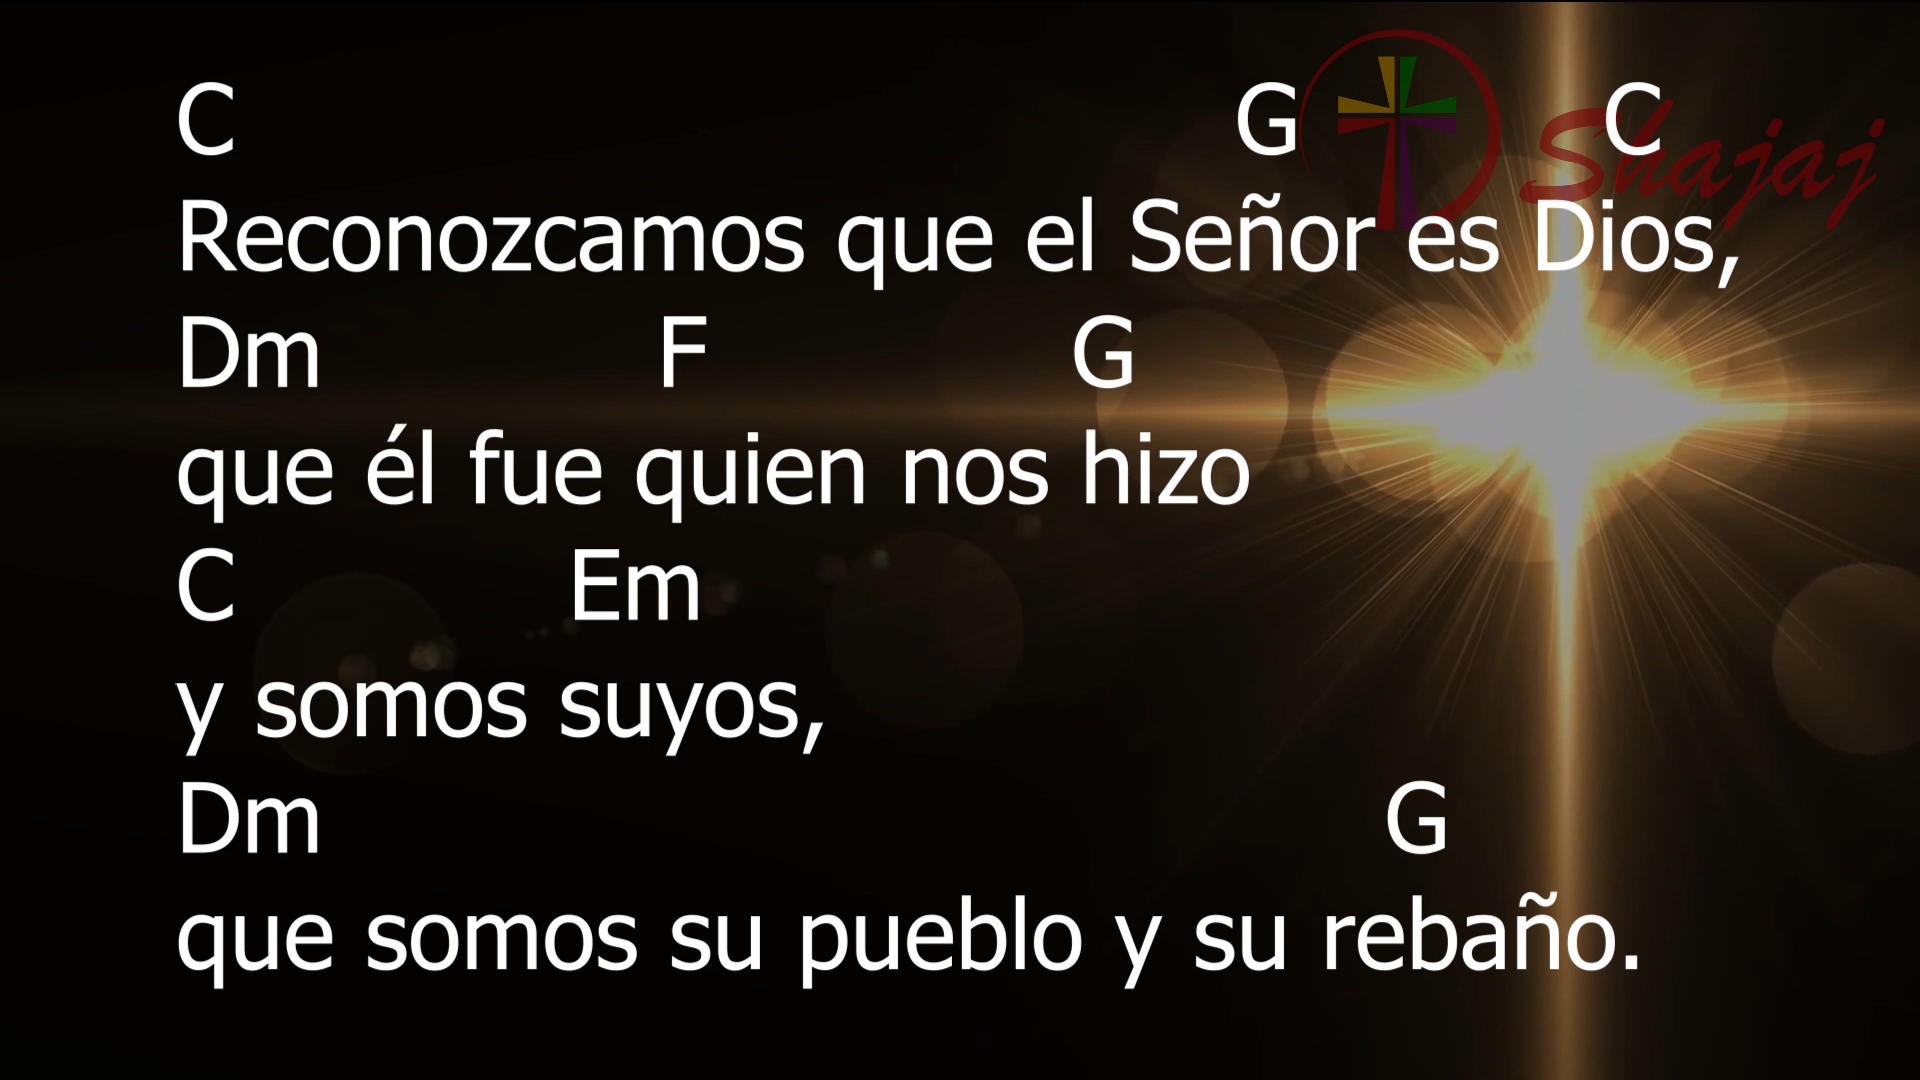 C G C
Shajaj
Reconozcamos que el Señor es Dios,
Dm F G
que él fue quien nos hizo
C Em
y somos suyos,
Dm G
que somos su pueblo y su rebaño.